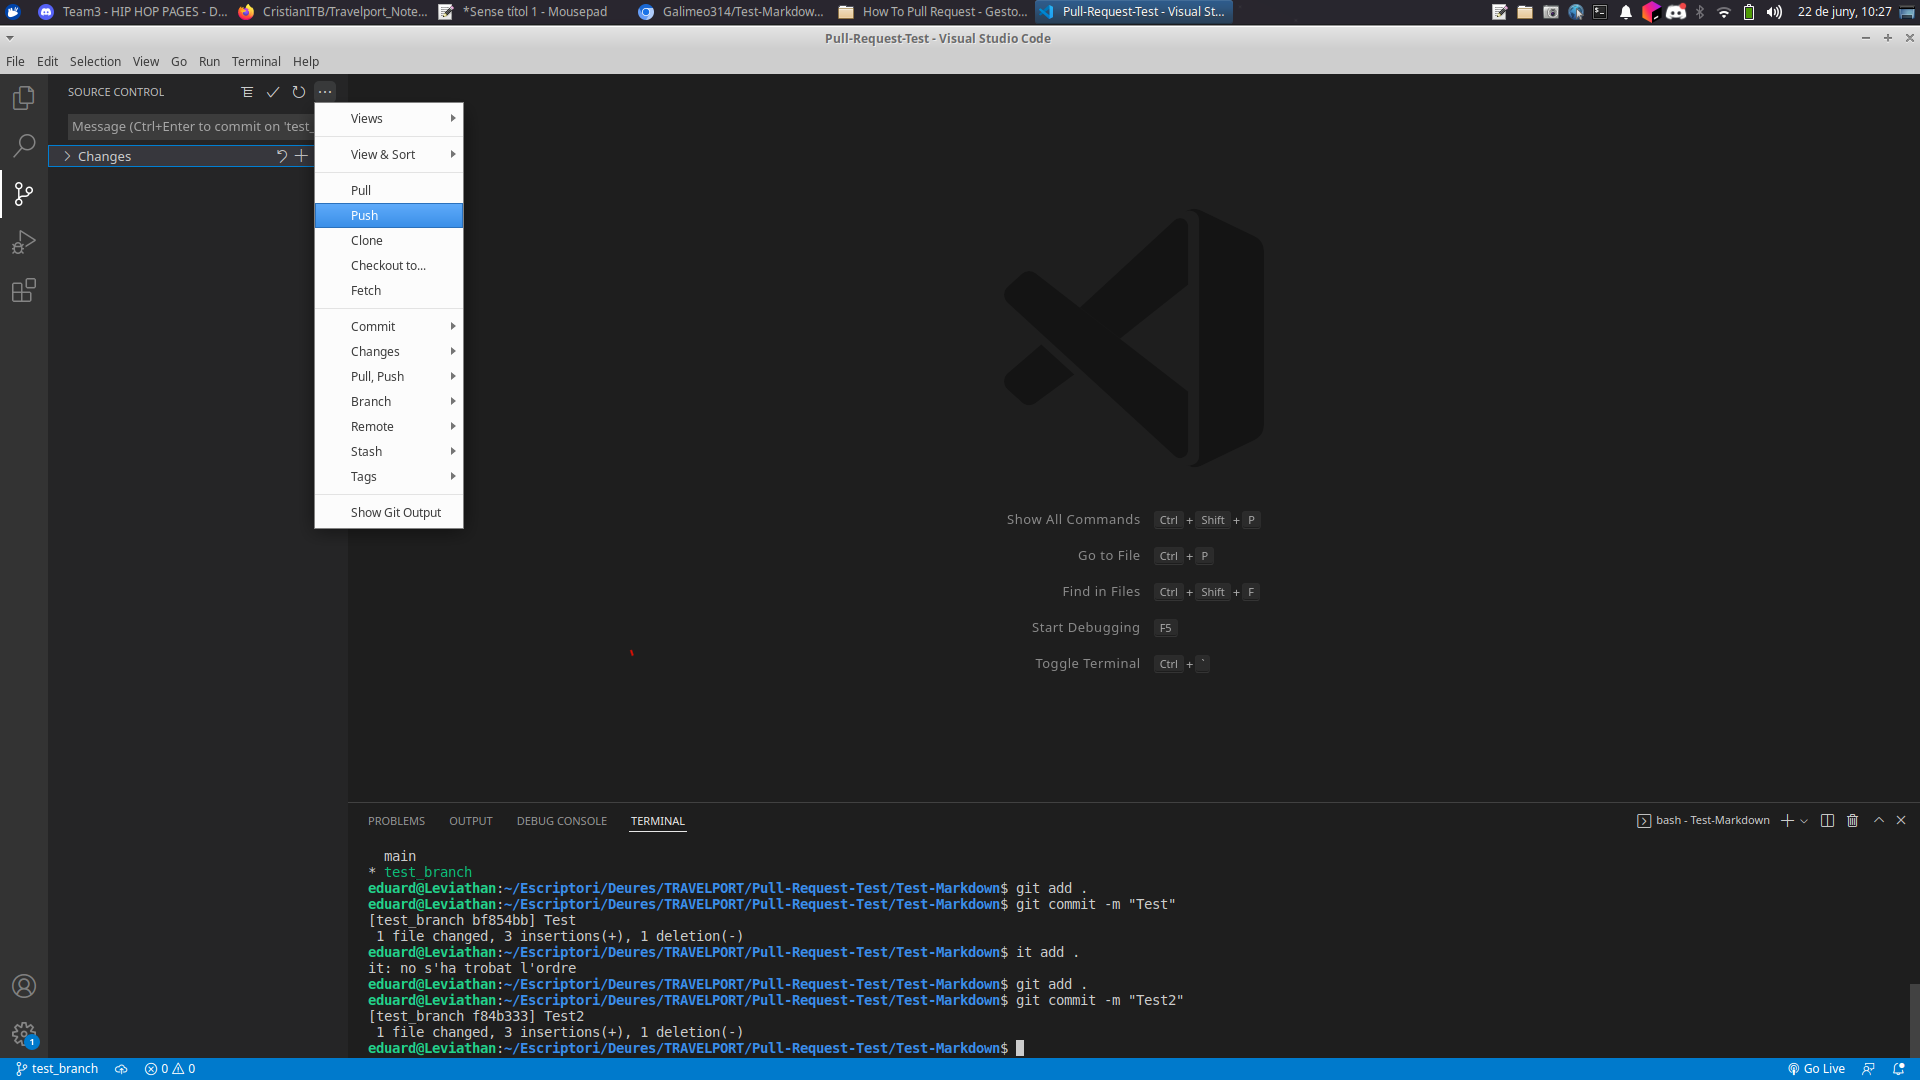 Team3 - HIP HOP PAGES - D...
CristianITB/Travelport_Note...
*Sense títol 1 - Mousepad
Galimeo314/Test-Markdow...
How To Pull Request - Gesto...
Pull-Request-Test - Visual St...
22 de juny, 10:27
Pull-Request-Test - Visual Studio Code
File Edit Selection View Go Run Terminal Help
SOURCE CONTROL
Message (Ctrl+Enter to commit on 'test_
Changes
Views
View & Sort
Pull
Push
Clone
Checkout to...
Fetch
Commit
Changes
Pull, Push
Branch
Remote
Stash
Tags
Show Git Output
Show All Commands Ctrl + Shift + P
Go to File Ctrl + P
Find in Files Ctrl + Shift + F
Start Debugging F5
Toggle Terminal Ctrl + `
PROBLEMS OUTPUT DEBUG CONSOLE TERMINAL
bash - Test-Markdown
main
* test_branch
eduard@Leviathan:~/Escriptori/Deures/TRAVELPORT/Pull-Request-Test/Test-Markdown$ git add .
eduard@Leviathan:~/Escriptori/Deures/TRAVELPORT/Pull-Request-Test/Test-Markdown$ git commit -m "Test"
[test_branch bf854bb] Test
1 file changed, 3 insertions(+), 1 deletion(-)
eduard@Leviathan:~/Escriptori/Deures/TRAVELPORT/Pull-Request-Test/Test-Markdown$ it add .
it: no s'ha trobat l'ordre
eduard@Leviathan:~/Escriptori/Deures/TRAVELPORT/Pull-Request-Test/Test-Markdown$ git add .
eduard@Leviathan:~/Escriptori/Deures/TRAVELPORT/Pull-Request-Test/Test-Markdown$ git commit -m "Test2"
[test_branch f84b333] Test2
1 file changed, 3 insertions(+), 1 deletion(-)
eduard@Leviathan:~/Escriptori/Deures/TRAVELPORT/Pull-Request-Test/Test-Markdown$
1
test_branch 0 0 Go Live